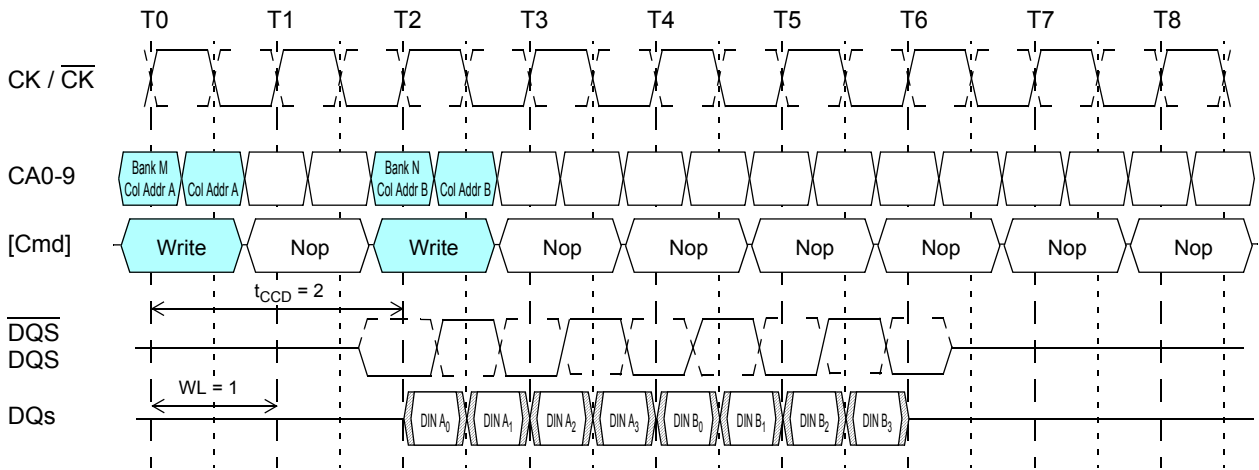 T0 T1 T2 T3 T4 T5 T6 T7 T8
CK / CK
CA0-9
Bank M
Col Addr A
Col Addr A
Bank N
Col Addr B
Col Addr B
[Cmd]
Write Nop Write Nop Nop Nop Nop Nop Nop
tCCD = 2
DQS
DQS
WL = 1
DQs
DIN A0 DIN A1 DIN A2 DIN A3 DIN B0 DIN B1 DIN B2 DIN B3